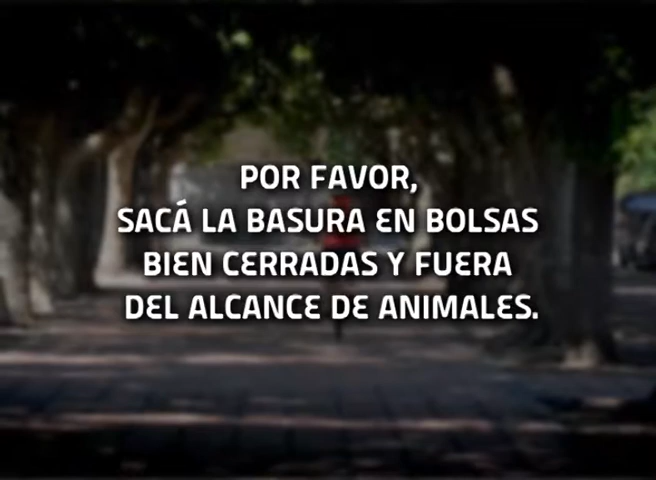 POR FAVOR,
SACÁ LA BASURA EN BOLSAS
BIEN CERRADAS Y FUERA
DEL ALCANCE DE ANIMALES.